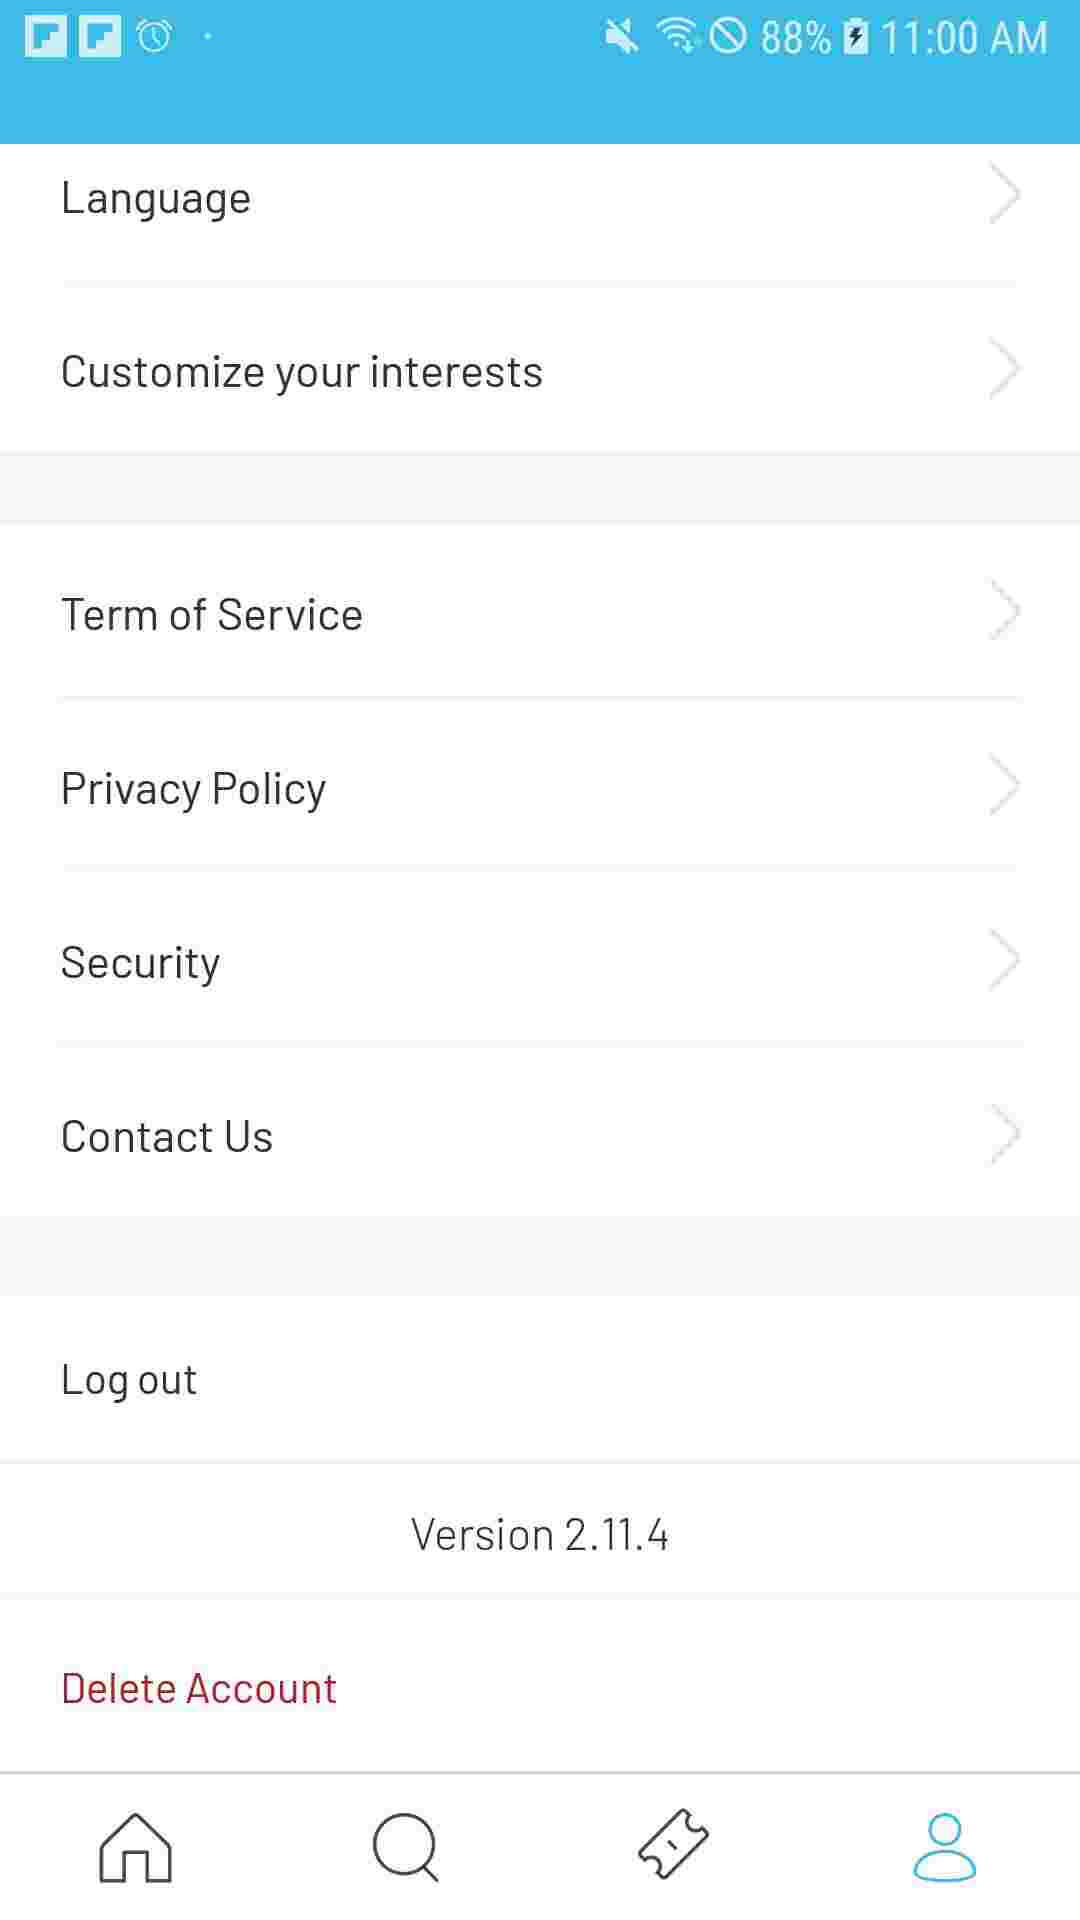 88% 11:00 AM
Language
Customize your interests
Term of Service
Privacy Policy
Security
Contact Us
Log out
Version 2.11.4
Delete Account